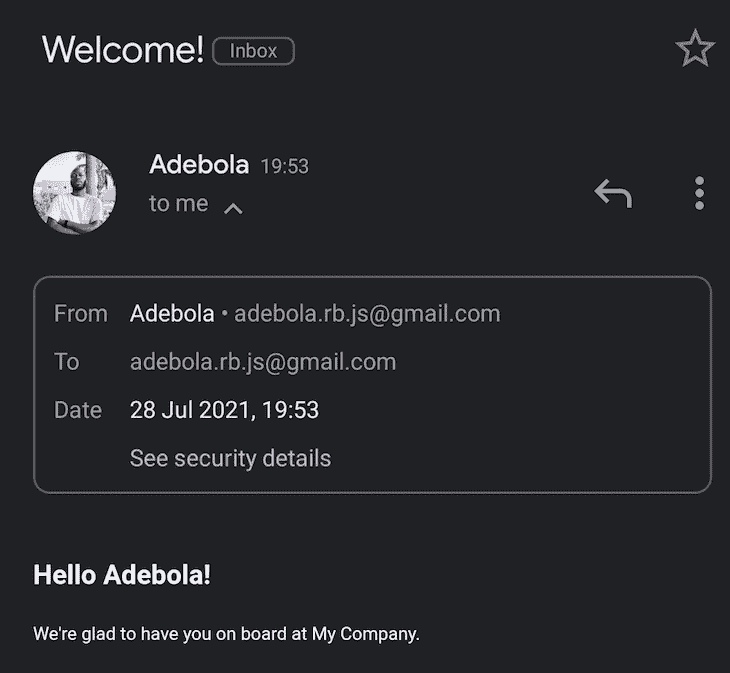 Welcome! Inbox
Adebola 19:53
to me
From Adebola • adebola.rb.js@gmail.com
To adebola.rb.js@gmail.com
Date 28 Jul 2021, 19:53
See security details
Hello Adebola!
We're glad to have you on board at My Company.